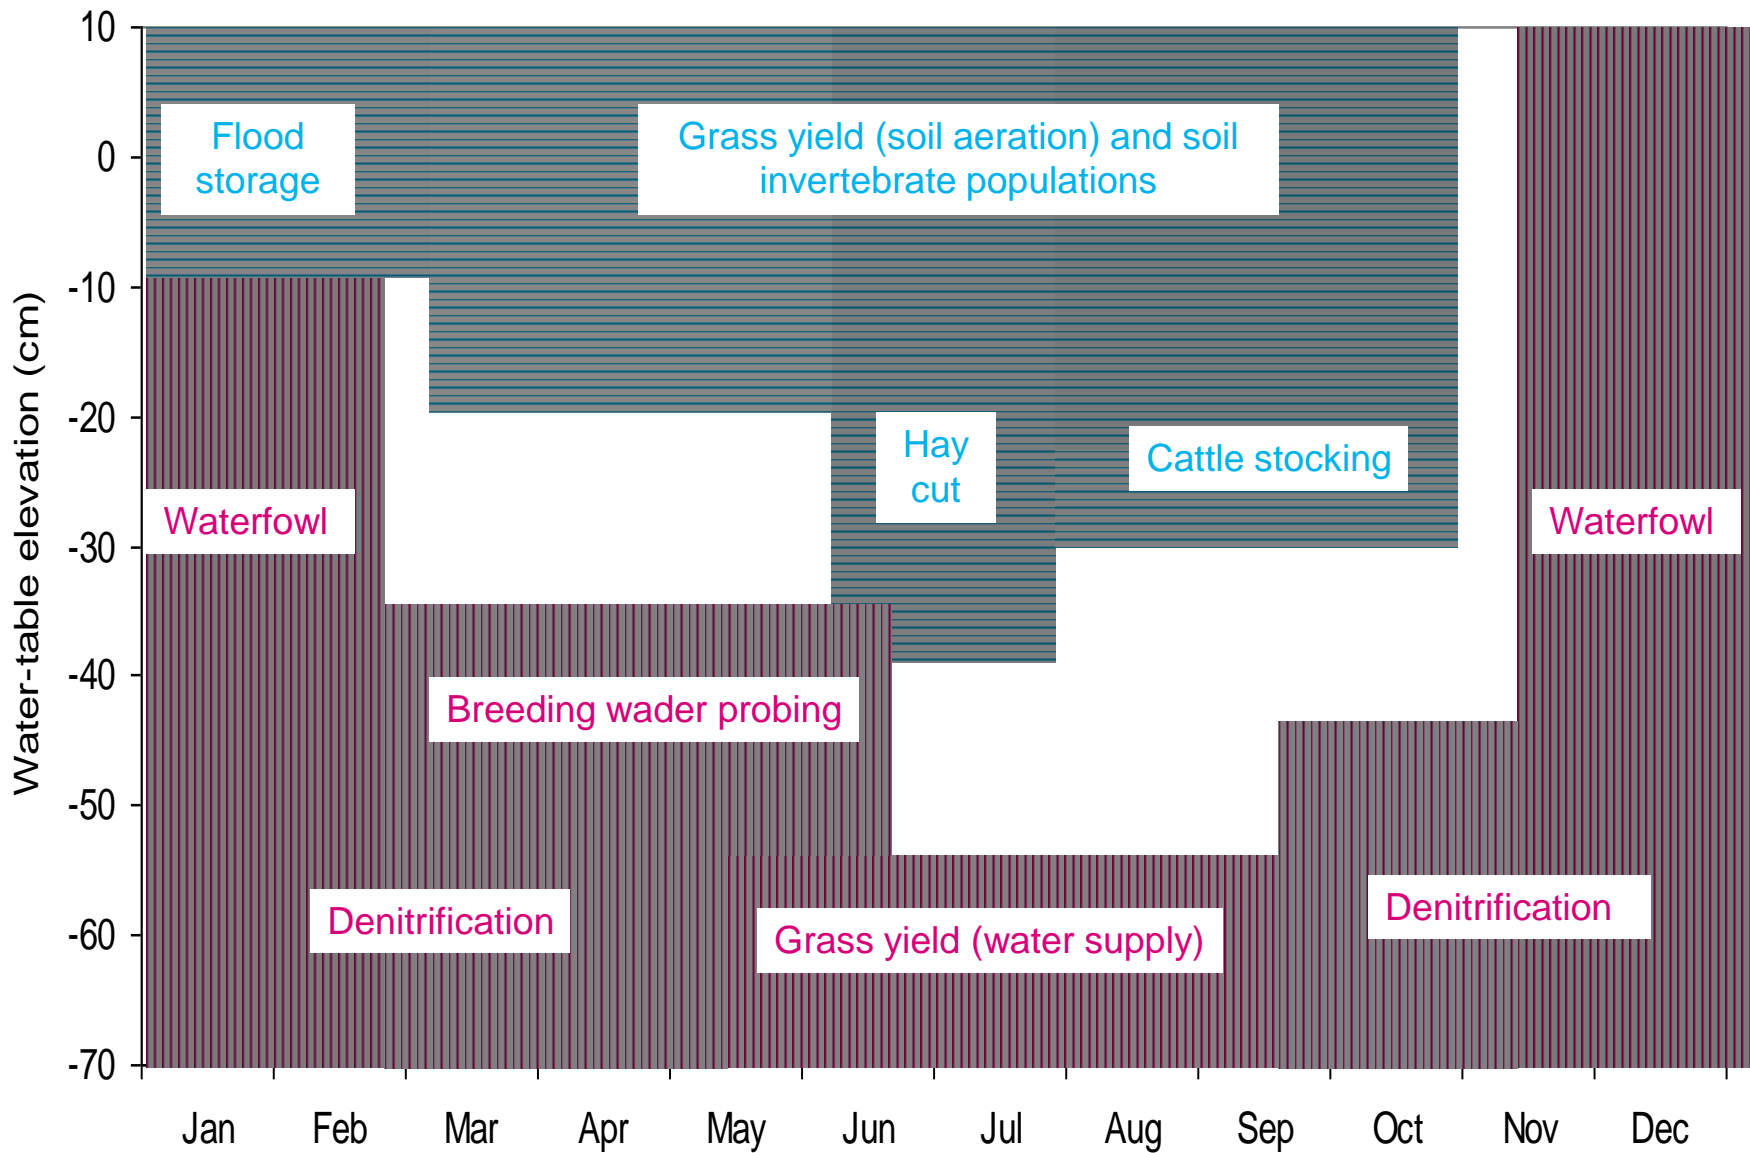 10
0
-10
-20
-30
-40
-50
-60
-70
Water-table elevation (cm)
Flood
storage
Grass yield (soil aeration) and soil
invertebrate populations
Hay
cut
Cattle stocking
Waterfowl
Waterfowl
Breeding wader probing
Denitrification
Grass yield (water supply)
Denitrification
Jan Feb Mar Apr May Jun Jul Aug Sep Oct Nov Dec